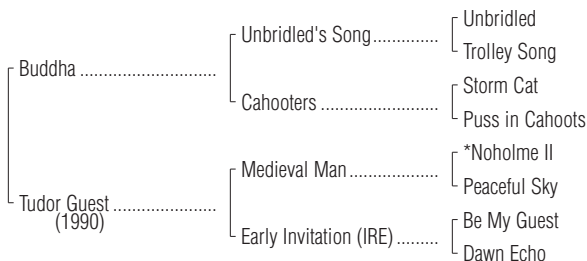 Unbridled
Unbridled's Song..............
Trolley Song
Buddha .............................
Storm Cat
Cahooters .........................
Puss in Cahoots
*Noholme II
Medieval Man ...................
Peaceful Sky
Tudor Guest ......................
(1990)
Be My Guest
Early Invitation (IRE) .........
Dawn Echo